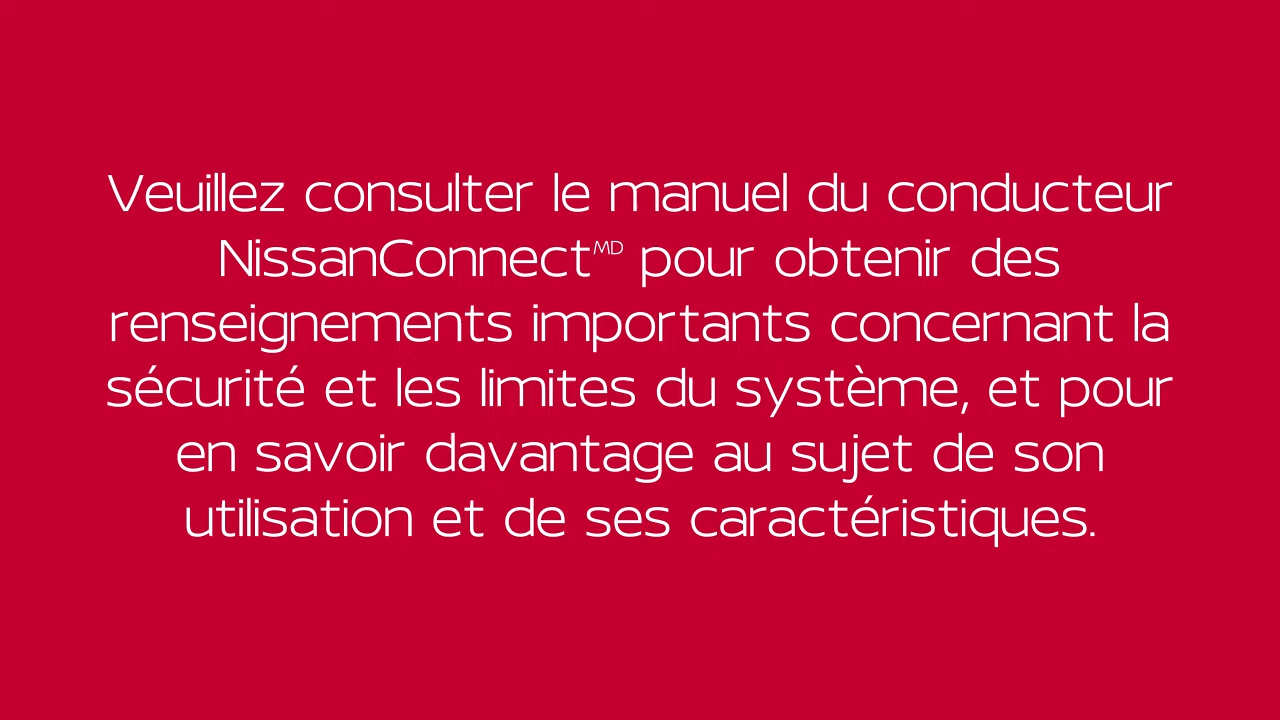 Veuillez consulter le manuel du conducteur
NissanConnectᴹᴰ pour obtenir des
renseignements importants concernant la
sécurité et les limites du système, et pour
en savoir davantage au sujet de son
utilisation et de ses caractéristiques.